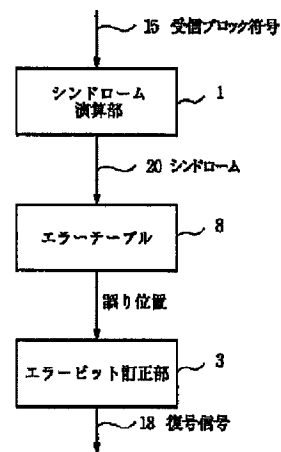 15 受信ブロック符号
シンドローム
演算部
1
20 シンドローム
エラーテーブル
8
誤り位置
エラービット訂正部
3
18 復号信号